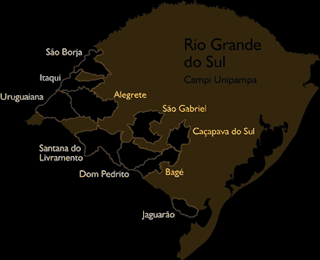 Rio Grande
do Sul
Campi Unipampa
São Borja
Itaqui
Uruguaiana
Alegrete
São Gabriel
Caçapava do Sul
Santana do
Livramento
Dom Pedrito
Bagé
Jaguarão